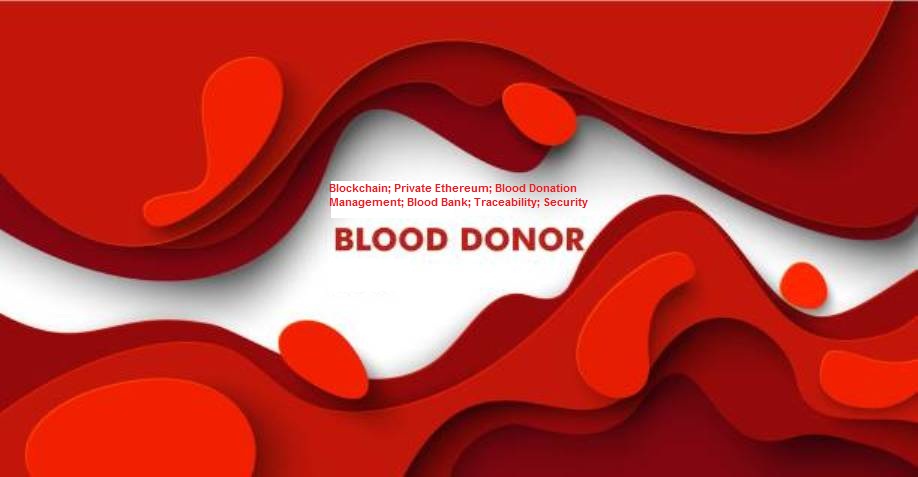 Blockchain; Private Ethereum; Blood Donation
Management; Blood Bank; Traceability; Security
BLOOD DONOR